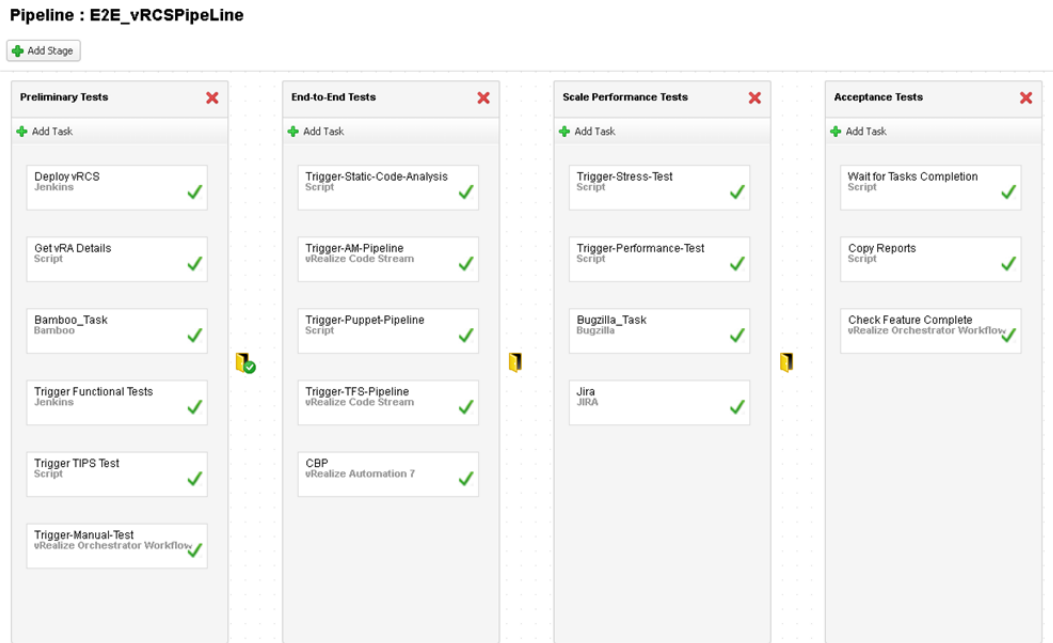 Pipeline : E2E_vRCSPipeLine
Add Stage
Preliminary Tests
Add Task
Deploy vRCS
Jenkins
Get vRA Details
Script
Bamboo_Task
Bamboo
Trigger Functional Tests
Jenkins
Trigger TIPS Test
Script
Trigger-Manual-Test
vRealize Orchestrator Workflow
End-to-End Tests
Add Task
Trigger-Static-Code-Analysis
Script
Trigger-AM-Pipeline
vRealize Code Stream
Trigger-Puppet-Pipeline
Script
Trigger-TFS-Pipeline
vRealize Code Stream
CBP
vRealize Automation 7
Scale Performance Tests
Add Task
Trigger-Stress-Test
Script
Trigger-Performance-Test
Script
Bugzilla_Task
Bugzilla
Jira
JIRA
Acceptance Tests
Add Task
Wait for Tasks Completion
Script
Copy Reports
Script
Check Feature Complete
vRealize Orchestrator Workflow